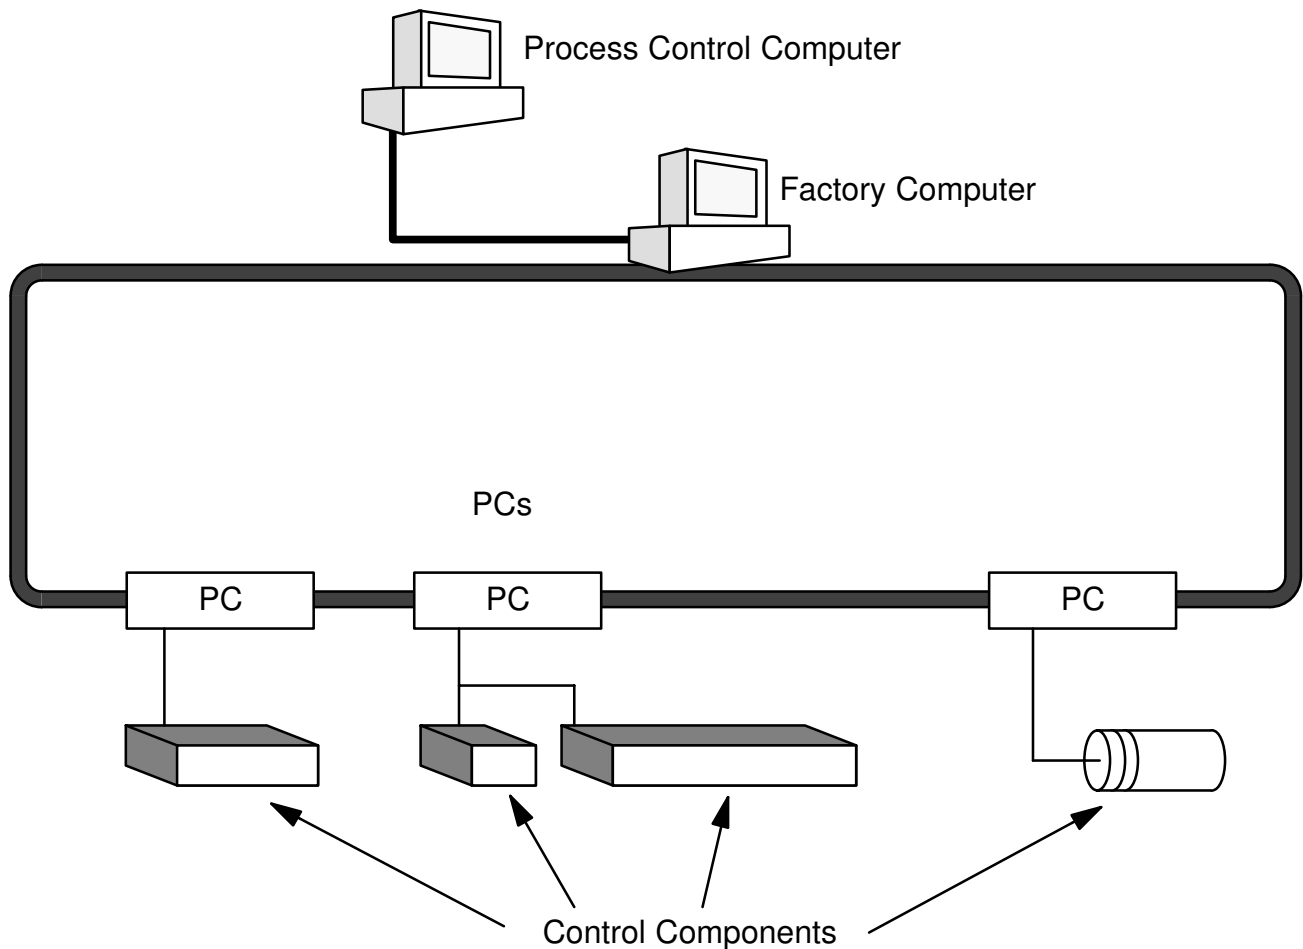 Process Control Computer
Factory Computer
PCs
PC
PC
PC
Control Components